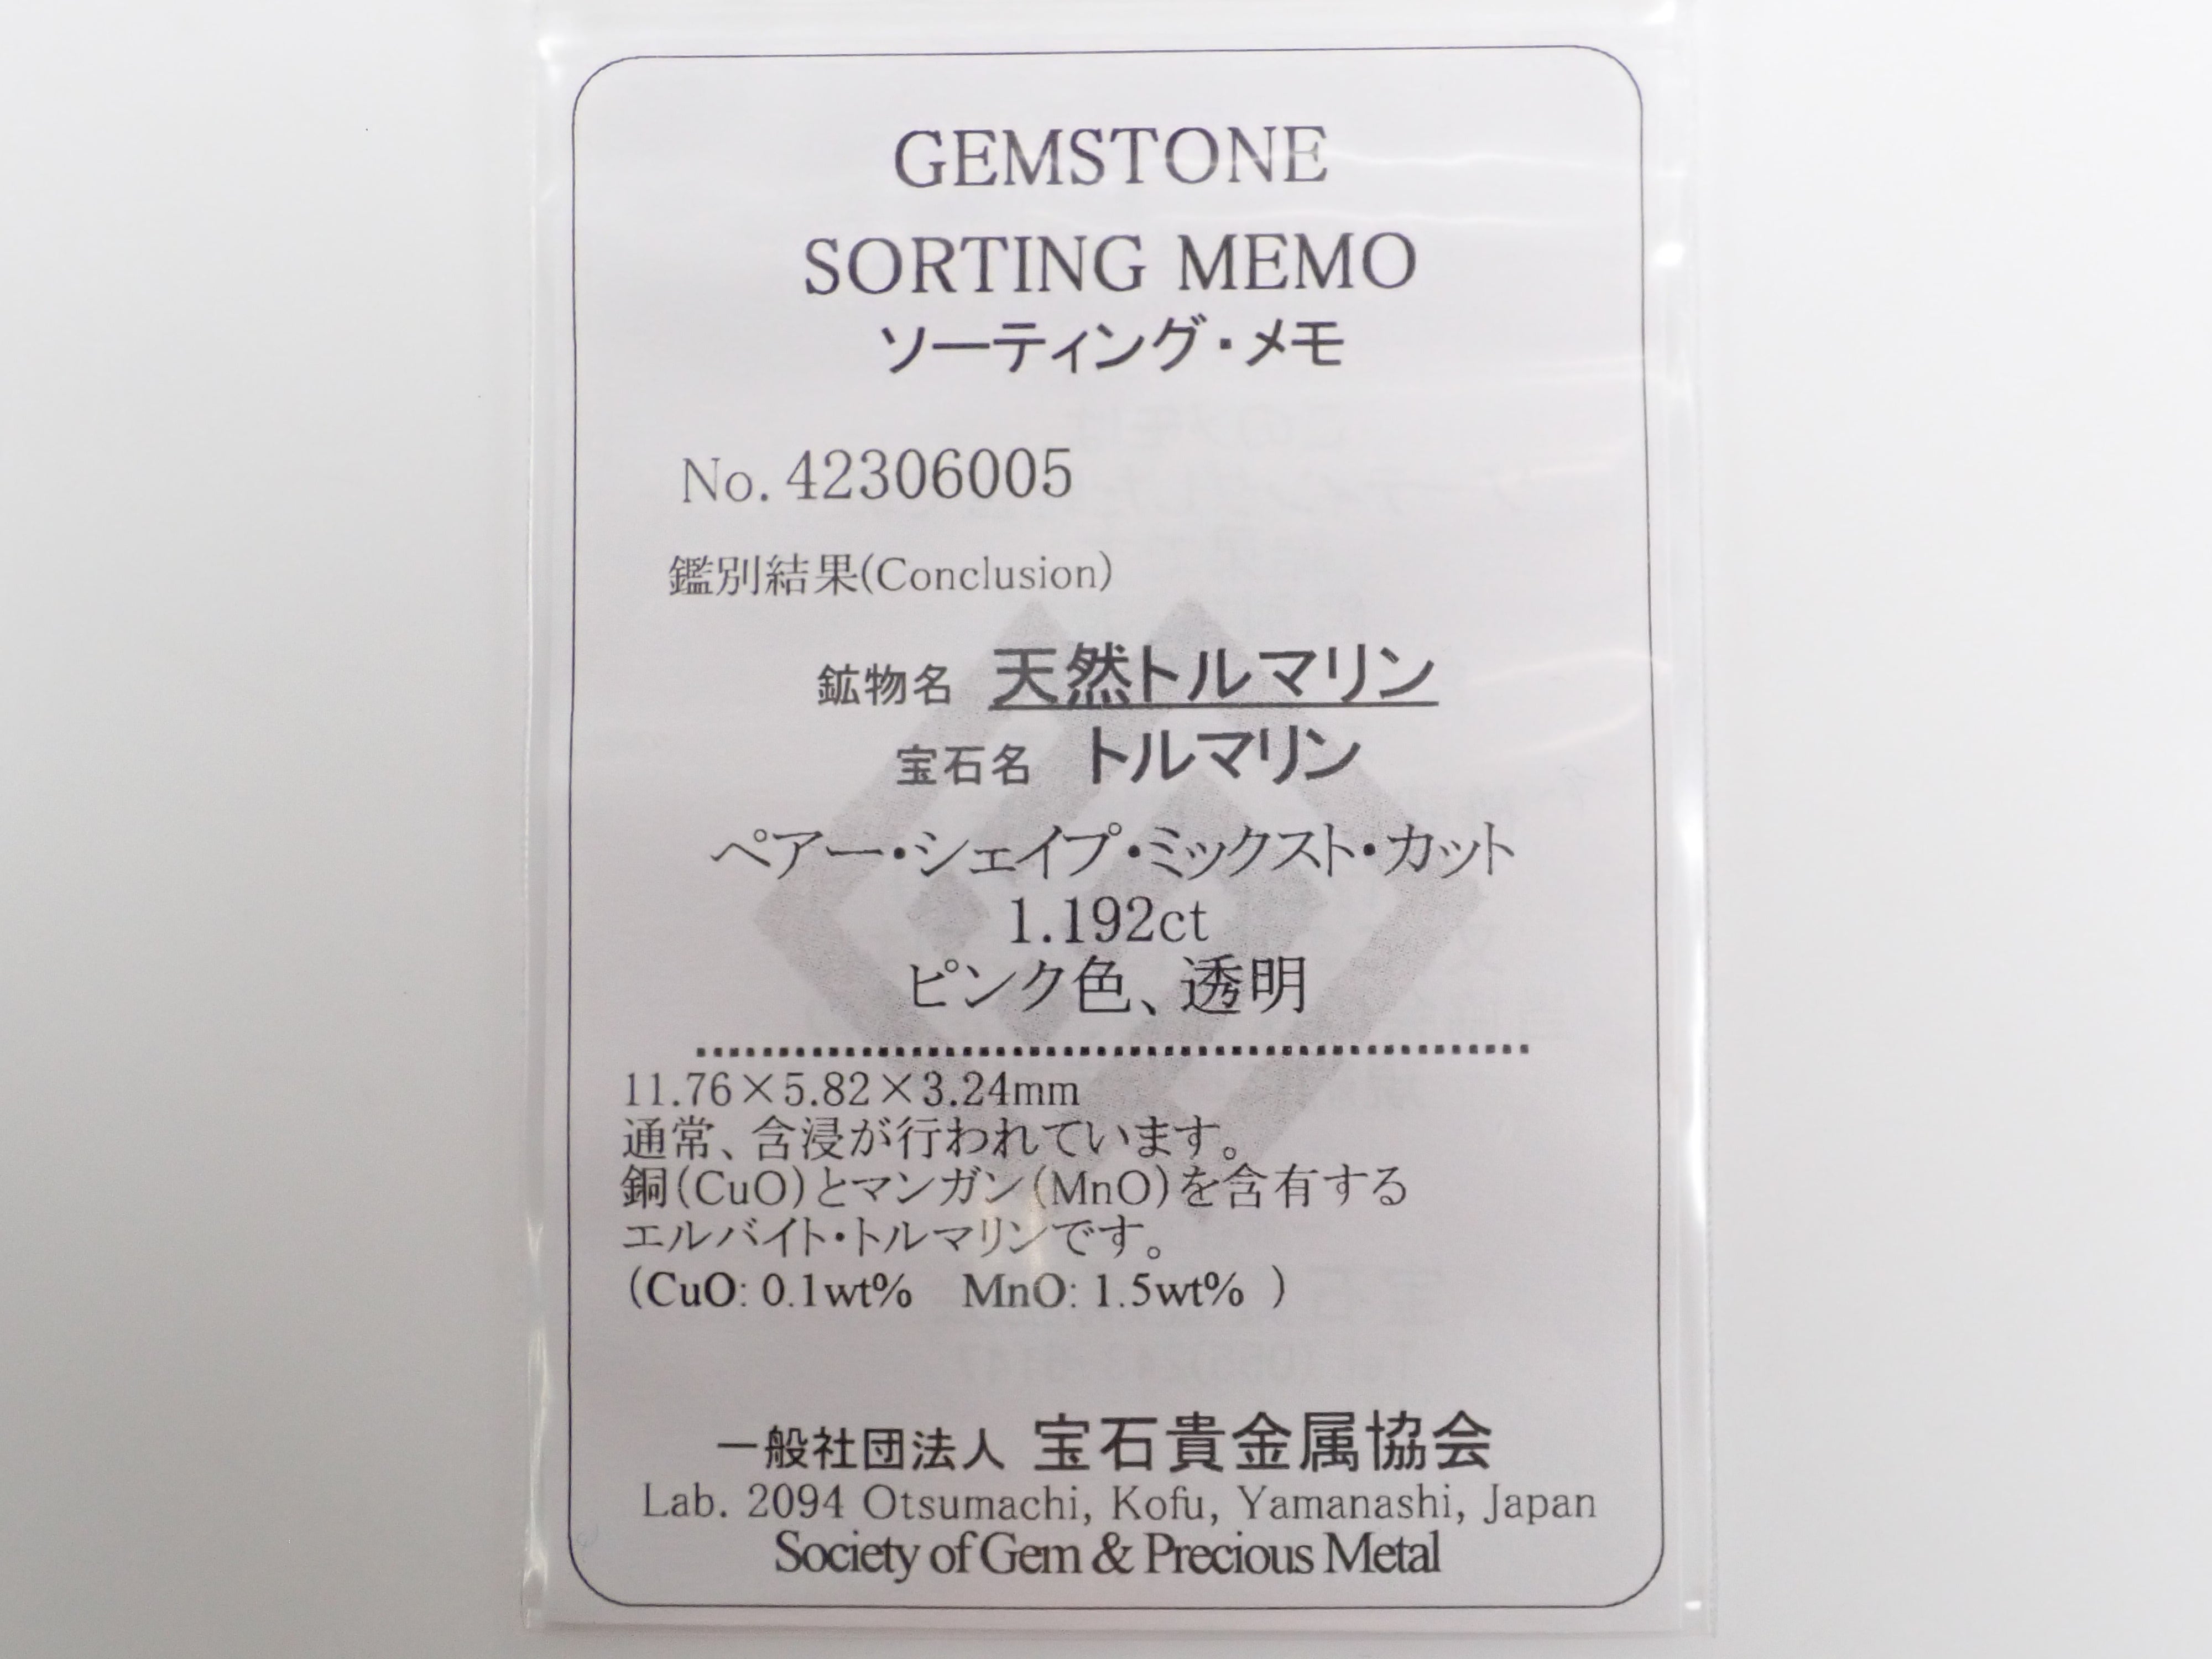 GEMSTONE
SORTING MEMO
ソーティング・メモ
No. 42306005
鑑別結果(Conclusion)
鉱物名 天然トルマリン
宝石名 トルマリン
ペアー・シェイプ・ミックスト・カット
1.192ct
ピンク色、透明
11.76×5.82×3.24mm
通常、含浸が行われています。
銅(CuO)とマンガン(MnO)を含有する
エルバイト・トルマリンです。
(CuO: 0.1wt% MnO: 1.5wt% )
一般社団法人 宝石貴金属協会
Lab. 2094 Otsumachi, Kofu, Yamanashi, Japan
Society of Gem & Precious Metal